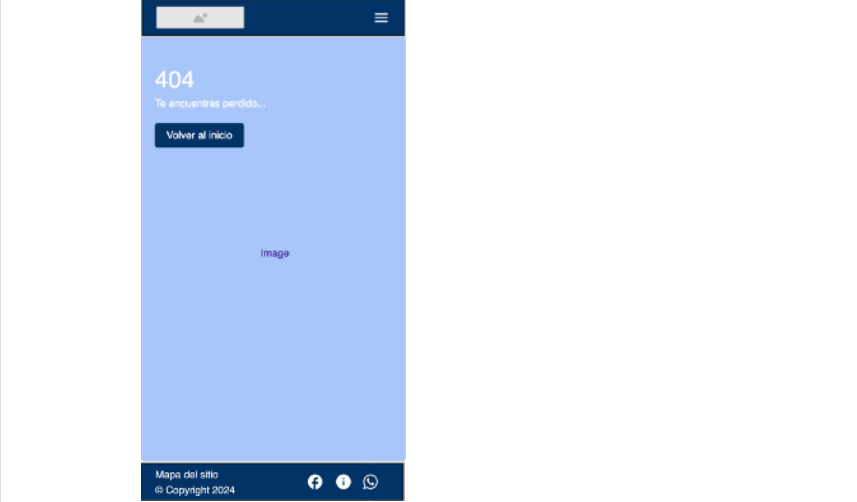 404
Te encuentras perdido...
Volver al inicio
Image
Mapa del sitio
© Copyright 2024